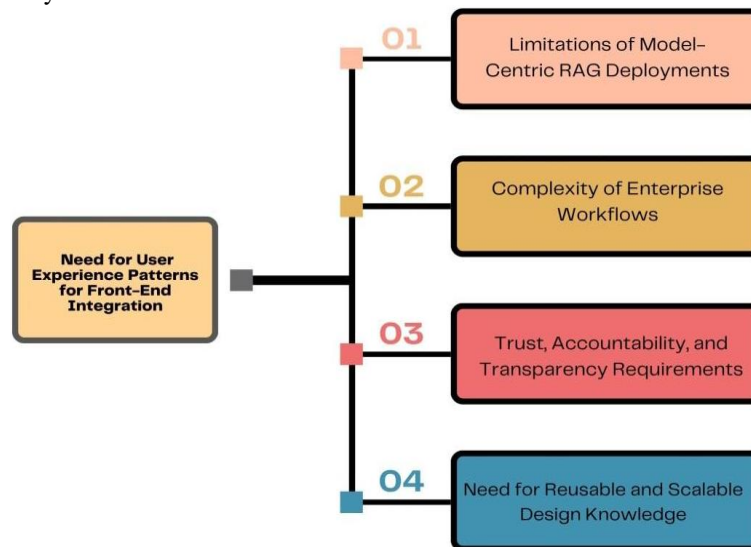 01
Limitations of Model-
Centric RAG Deployments
02
Complexity of Enterprise
Workflows
Need for User
Experience Patterns
for Front-End
Integration
03
Trust, Accountability, and
Transparency Requirements
04
Need for Reusable and Scalable
Design Knowledge